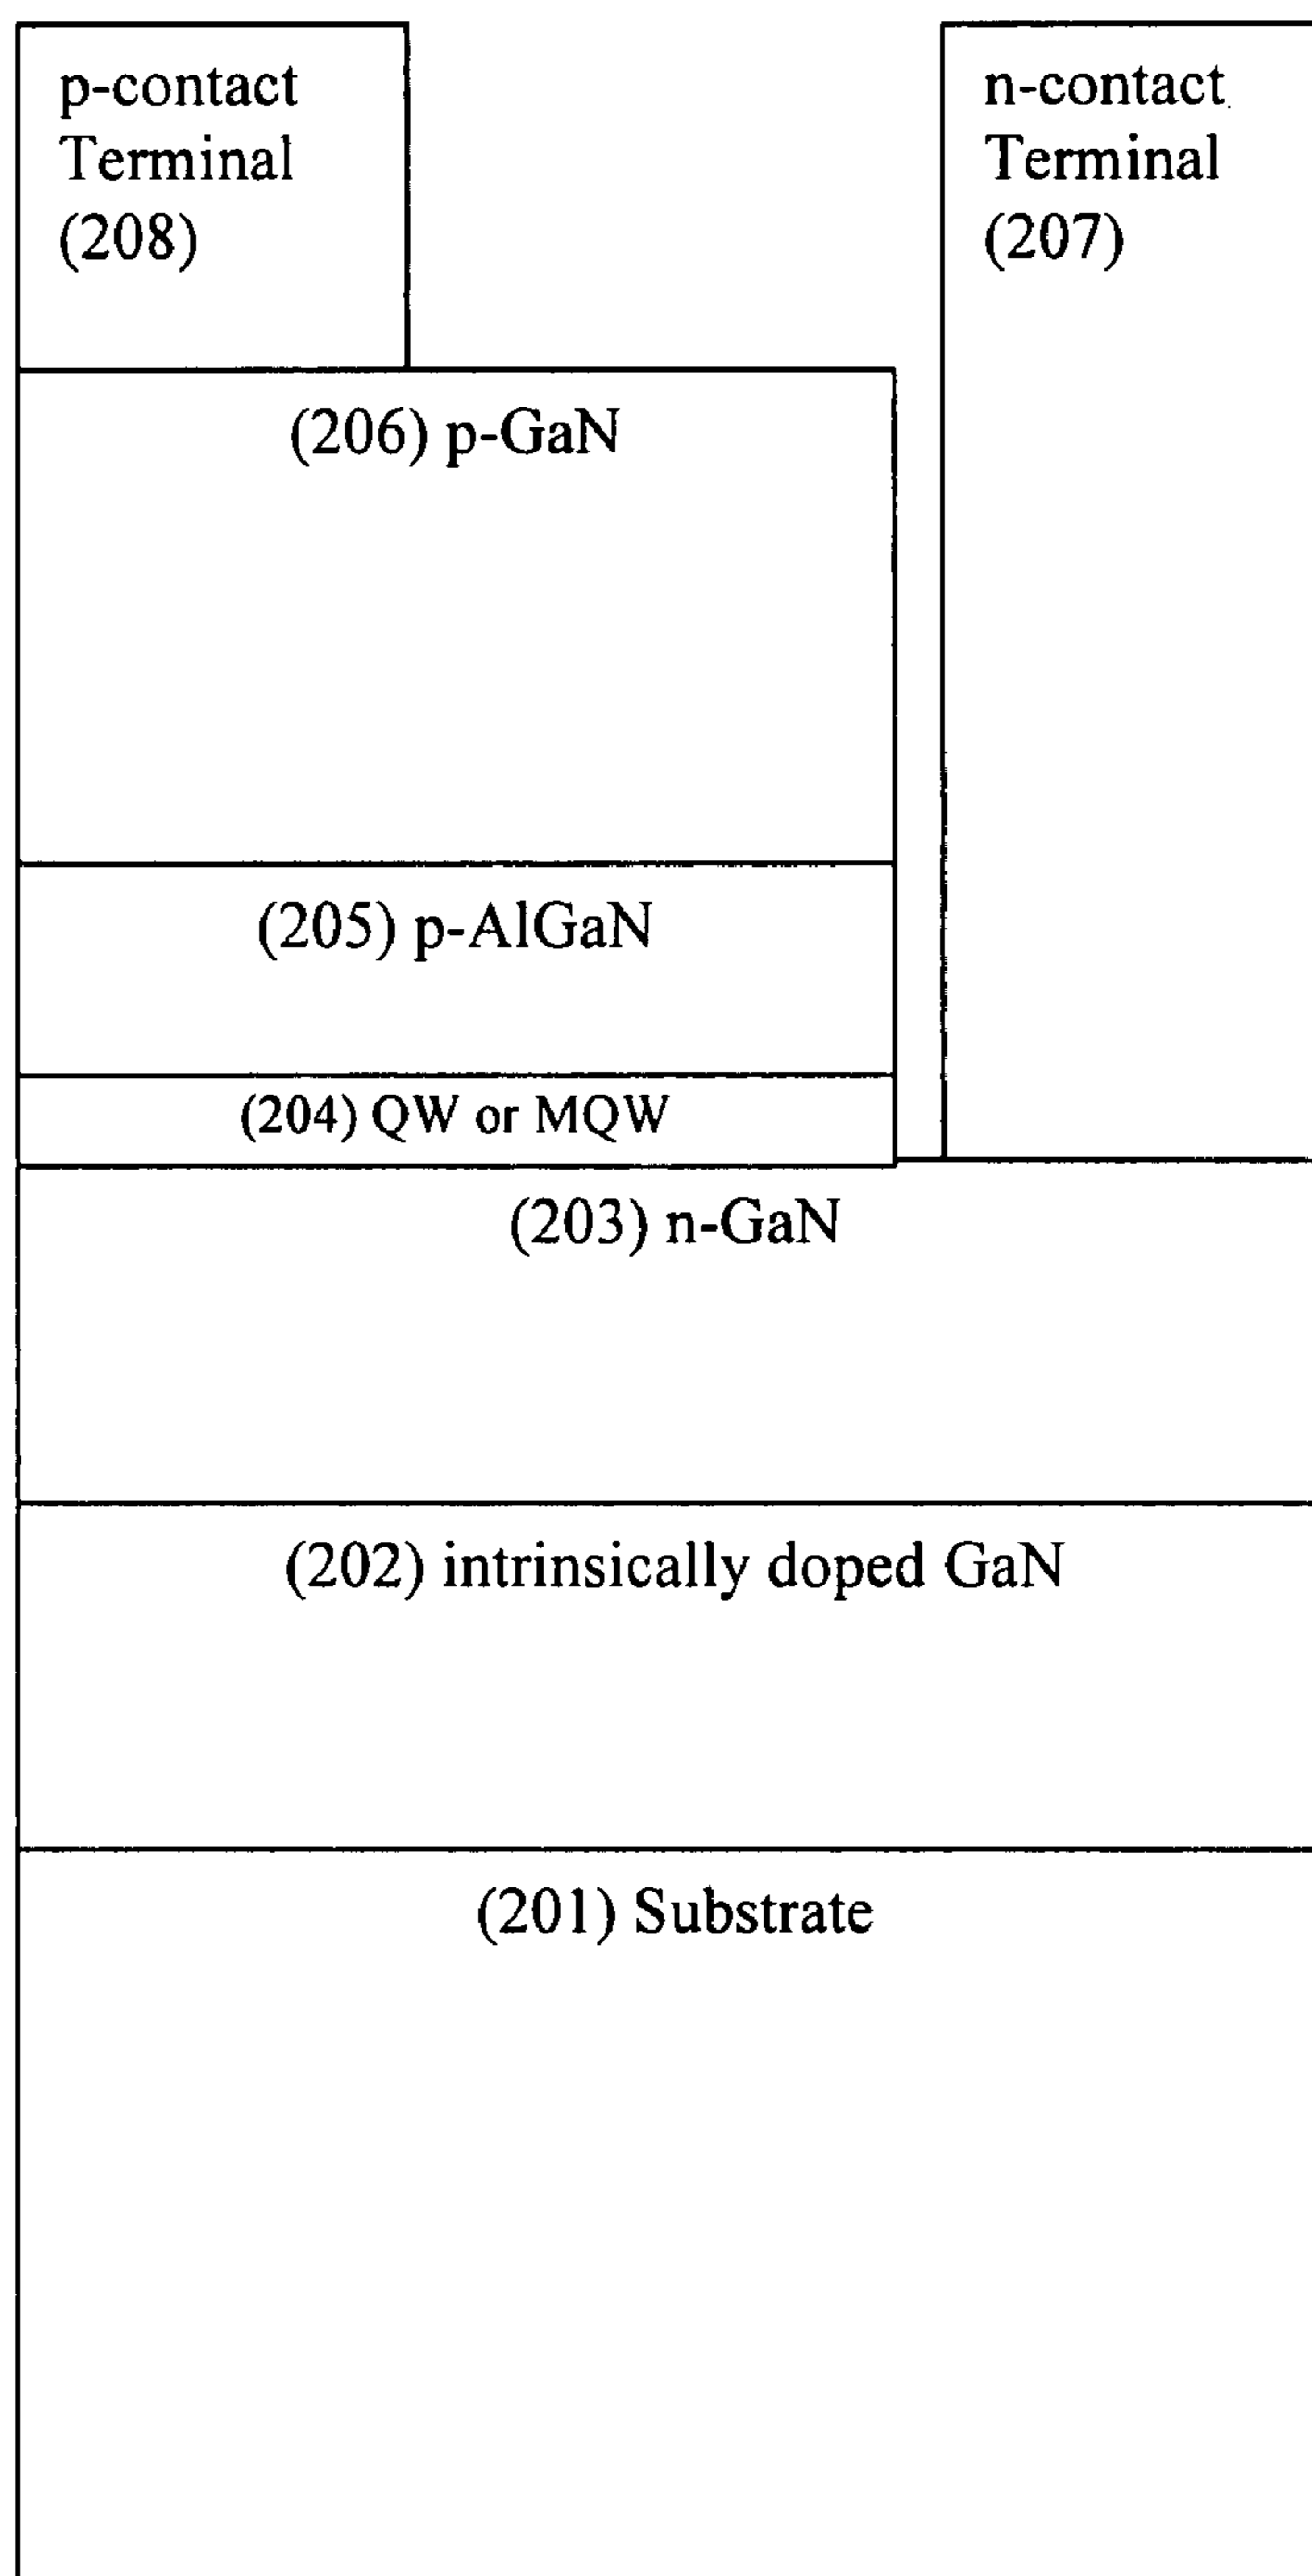 p-contact
Terminal
(208)
n-contact
Terminal
(207)
(206) p-GaN
(205) p-AlGaN
(204) QW or MQW
(203) n-GaN
(202) intrinsically doped GaN
(201) Substrate